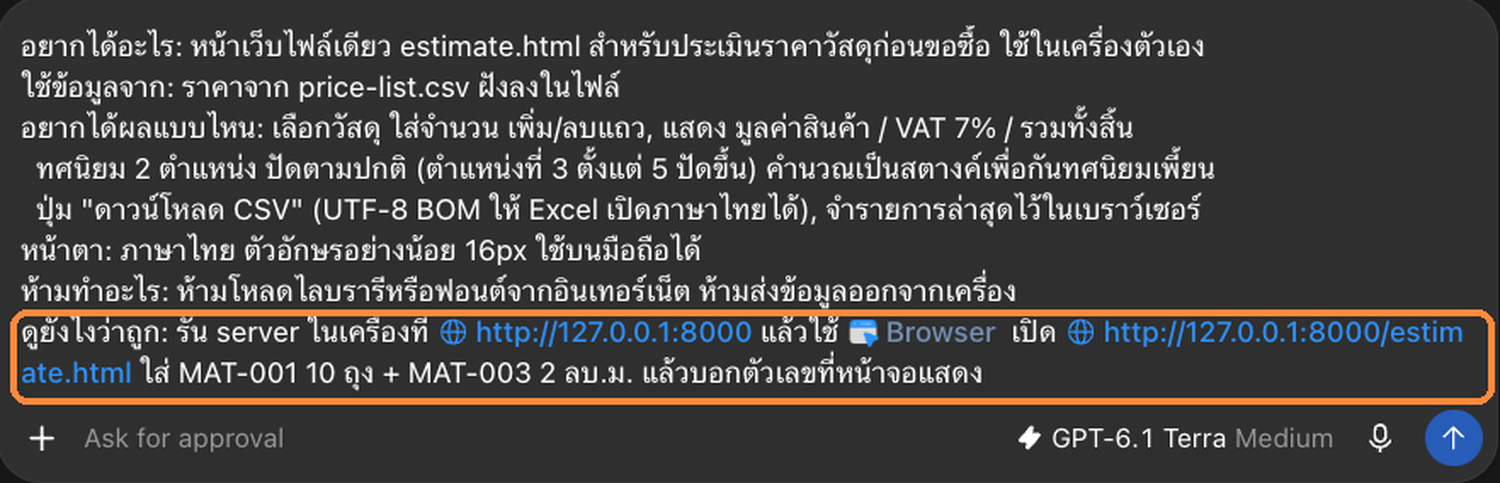 อยากได้อะไร: หน้าเว็บไฟล์เดียว estimate.html สำหรับประเมินราคาวัสดุก่อนขอซื้อ ใช้ในเครื่องตัวเอง
ใช้ข้อมูลจาก: ราคาจาก price-list.csv ฝังลงในไฟล์
อยากได้ผลแบบไหน: เลือกวัสดุ ใส่จำนวน เพิ่ม/ลบแถว, แสดง มูลค่าสินค้า / VAT 7% / รวมทั้งสิ้น
ทศนิยม 2 ตำแหน่ง ปัดตามปกติ (ตำแหน่งที่ 3 ตั้งแต่ 5 ปัดขึ้น) คำนวณเป็นสตางค์เพื่อกันทศนิยมเพี้ยน
ปุ่ม "ดาวน์โหลด CSV" (UTF-8 BOM ให้ Excel เปิดภาษาไทยได้), จำรายการล่าสุดไว้ในเบราว์เซอร์
หน้าตา: ภาษาไทย ตัวอักษรอย่างน้อย 16px ใช้บนมือถือได้
ห้ามทำอะไร: ห้ามโหลดไลบรารีหรือฟอนต์จากอินเทอร์เน็ต ห้ามส่งข้อมูลออกจากเครื่อง
ดูยังไงว่าถูก: รัน server ในเครื่องที่ http://127.0.0.1:8000 แล้วใช้ Browser เปิด http://127.0.0.1:8000/estim
ate.html ใส่ MAT-001 10 ถุง + MAT-003 2 ลบ.ม. แล้วบอกตัวเลขที่หน้าจอแสดง
Ask for approval GPT-6.1 Terra Medium